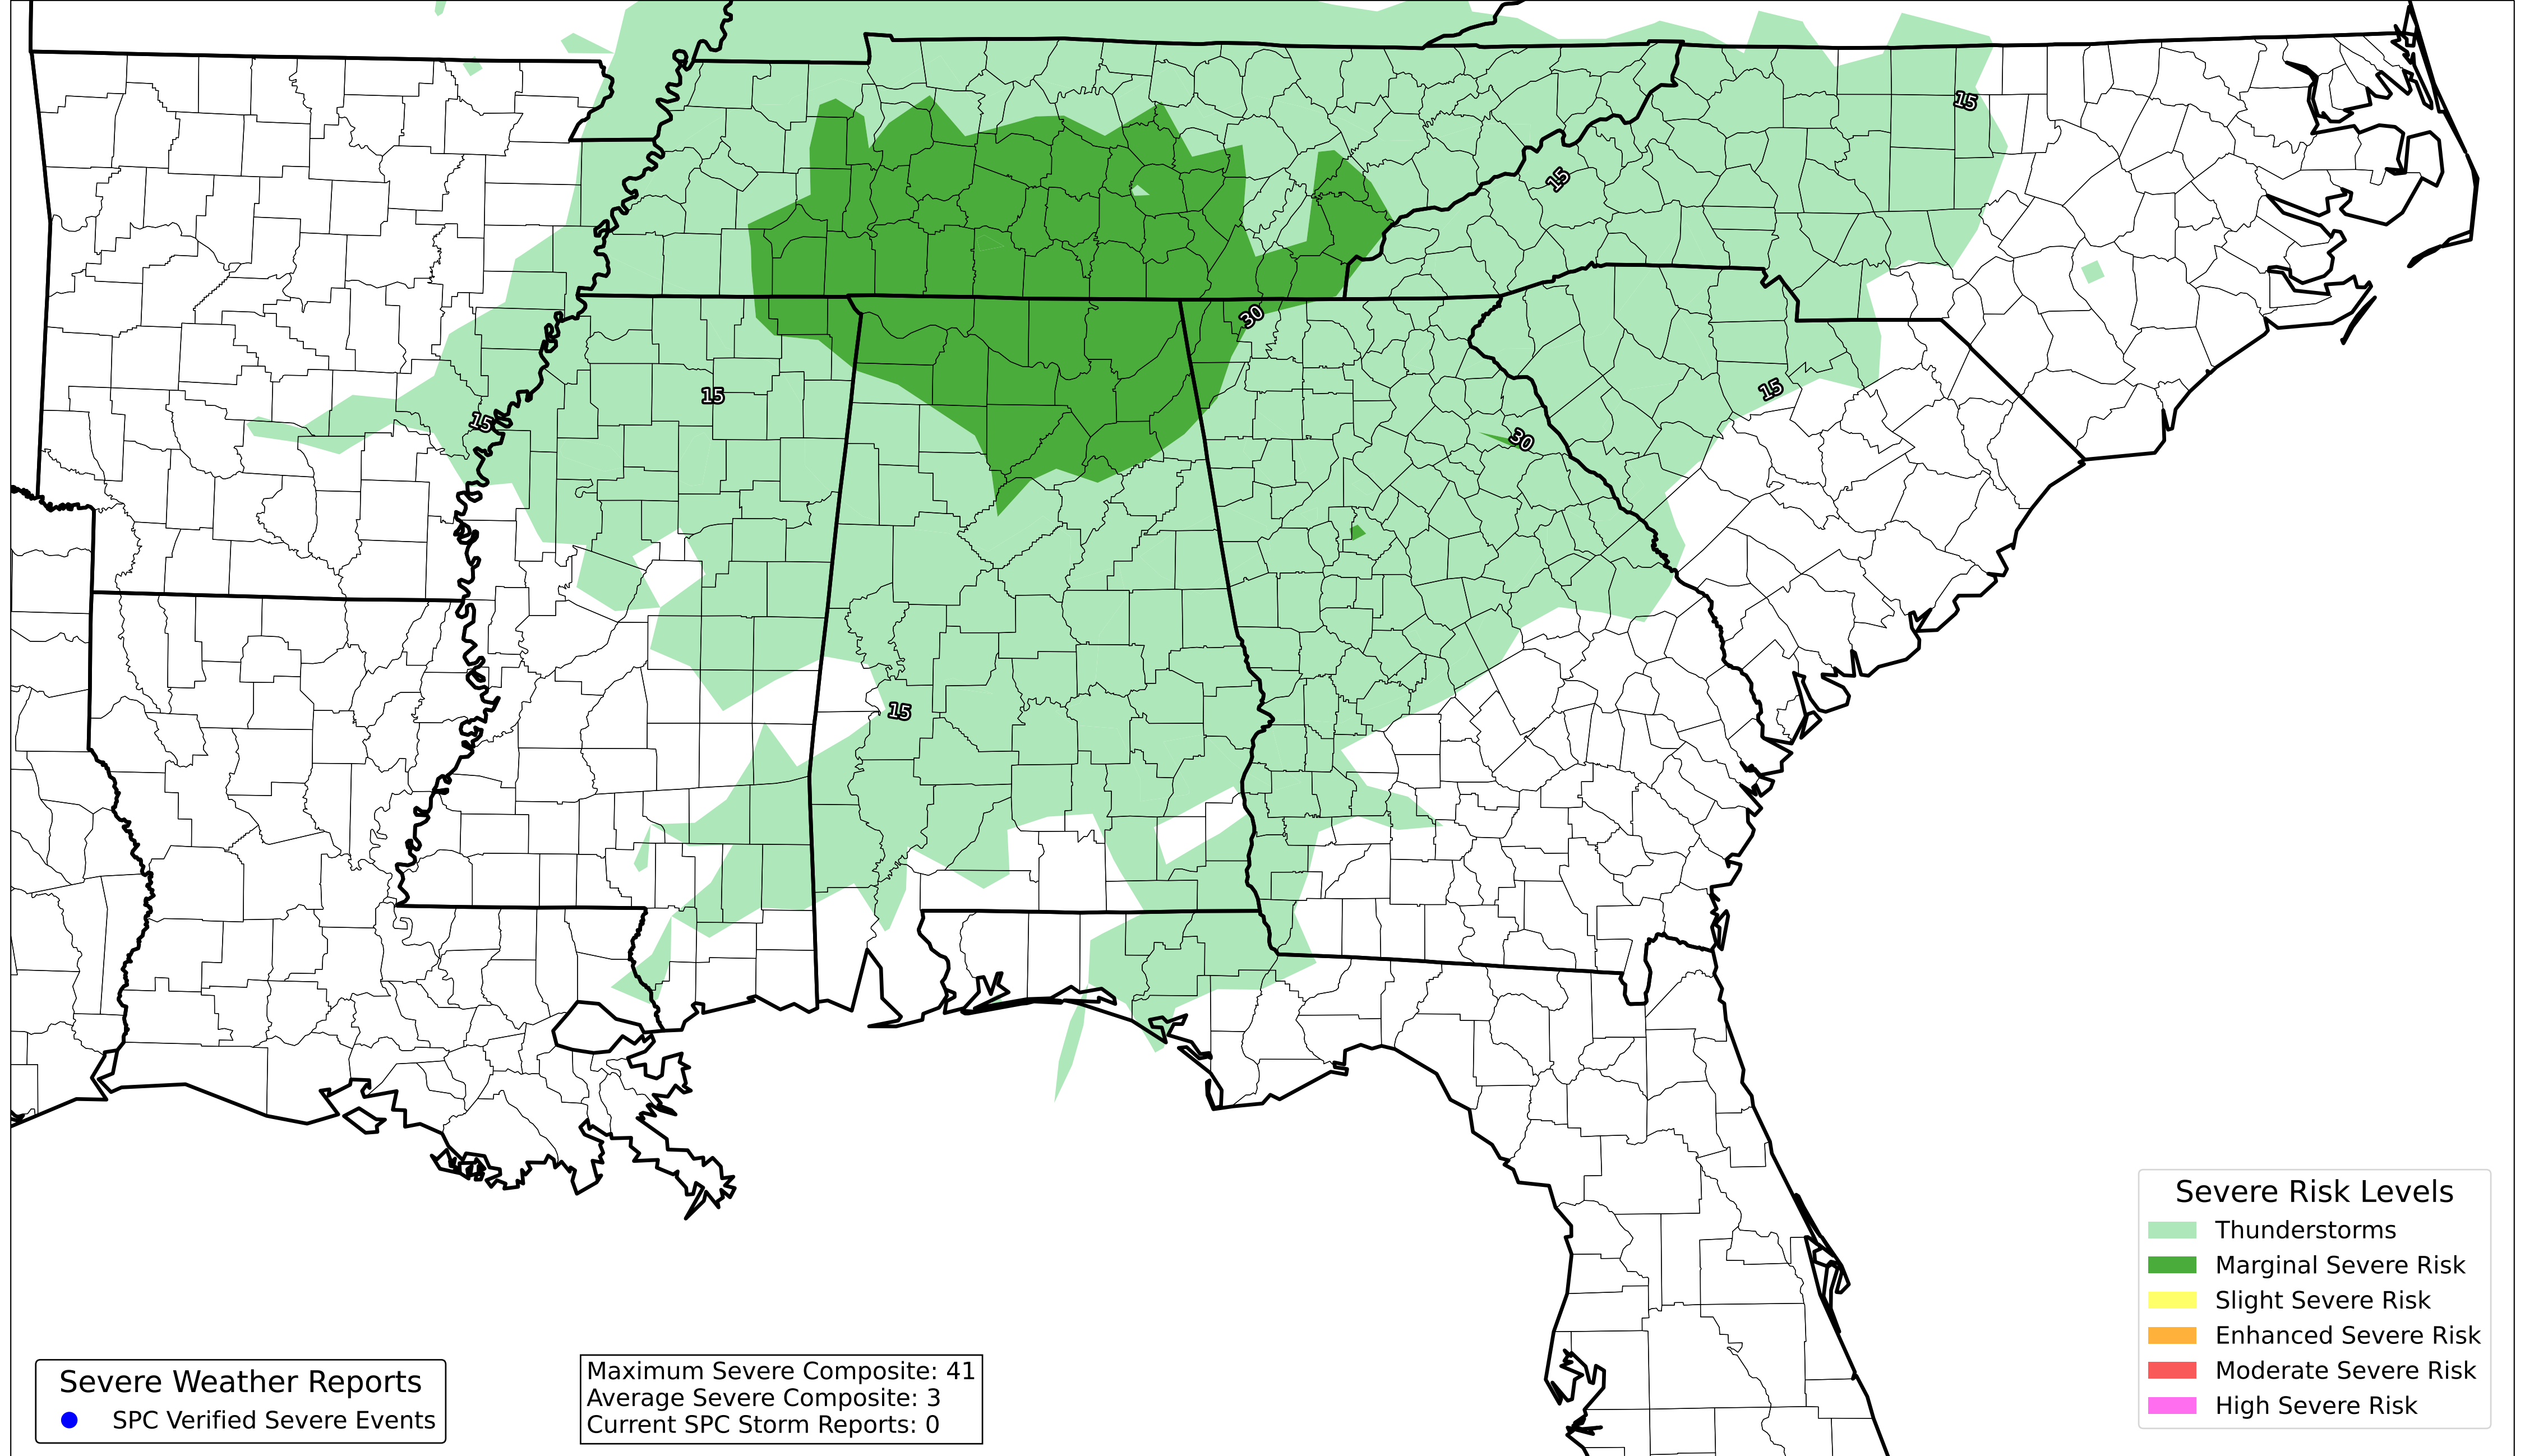 15
15
30
15
15
15
30
15
Severe Risk Levels
Thunderstorms
Marginal Severe Risk
Slight Severe Risk
Enhanced Severe Risk
Moderate Severe Risk
High Severe Risk
Severe Weather Reports
SPC Verified Severe Events
Maximum Severe Composite: 41
Average Severe Composite: 3
Current SPC Storm Reports: 0